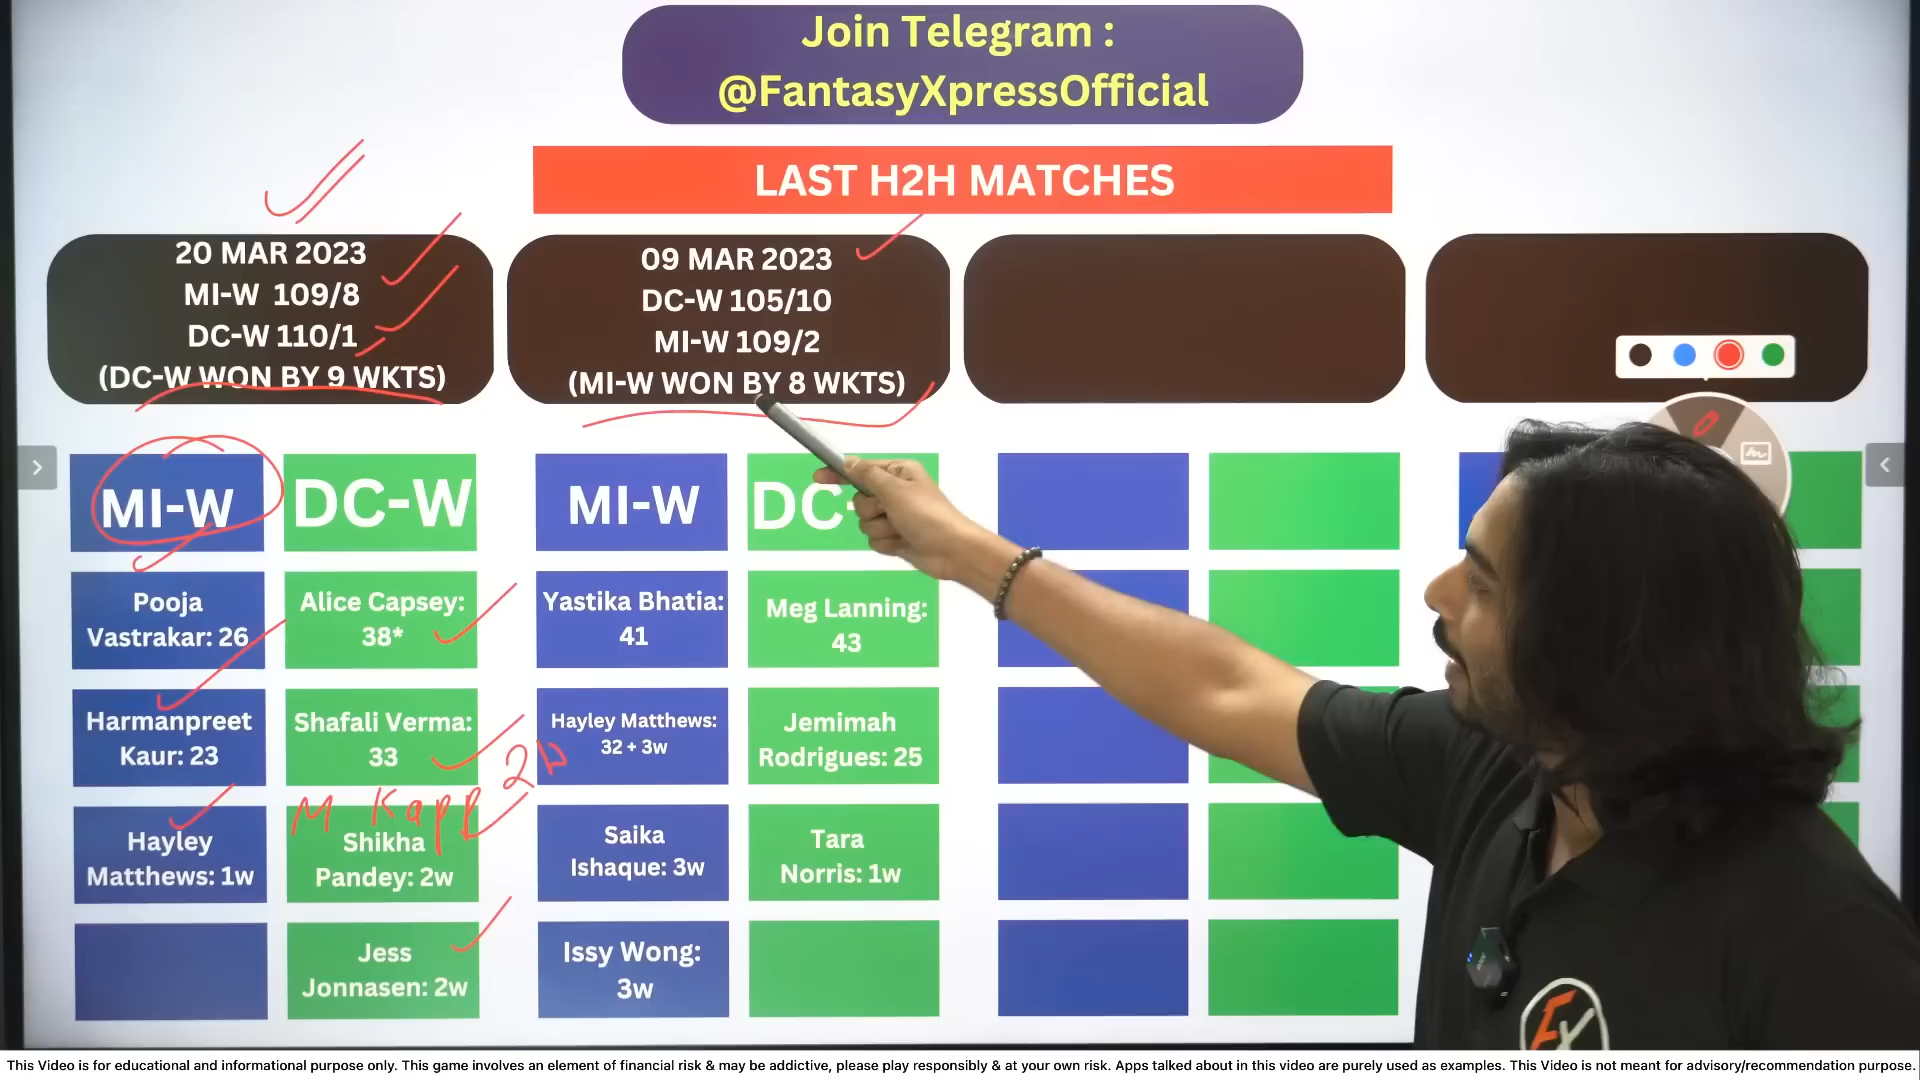 Join Telegram :
@FantasyXpressOfficial
LAST H2H MATCHES
20 MAR 2023
MI-W 109/8
DC-W 110/1
(DC-W WON BY 9 WKTS)
09 MAR 2023
DC-W 105/10
MI-W 109/2
(MI-W WON BY 8 WKTS)
MI-W
DC-W
MI-W
DC-
Pooja
Vastrakar: 26
Alice Capsey:
38*
Yastika Bhatia:
41
Meg Lanning:
43
Harmanpreet
Kaur: 23
Shafali Verma:
33
Hayley Matthews:
32 + 3w
Jemimah
Rodrigues: 25
M Kapp 2w
Hayley
Matthews: 1w
Shikha
Pandey: 2w
Saika
Ishaque: 3w
Tara
Norris: 1w
Jess
Jonnasen: 2w
Issy Wong:
3w
FX
This Video is for educational and informational purpose only. This game involves an element of financial risk & may be addictive, please play responsibly & at your own risk. Apps talked about in this video are purely used as examples. This Video is not meant for advisory/recommendation purpose.